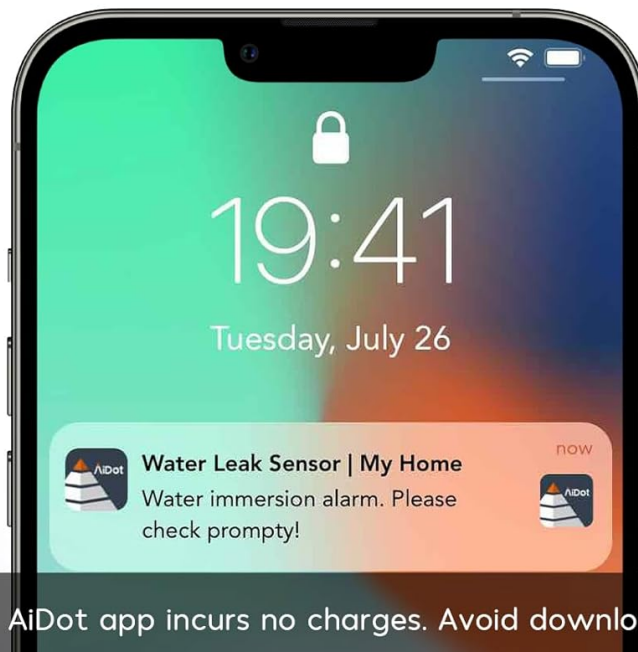 19:41
Tuesday, July 26
now
AiDot
Water Leak Sensor | My Home
AiDot
Water immersion alarm. Please
check prompty!
AiDot app incurs no charges. Avoid